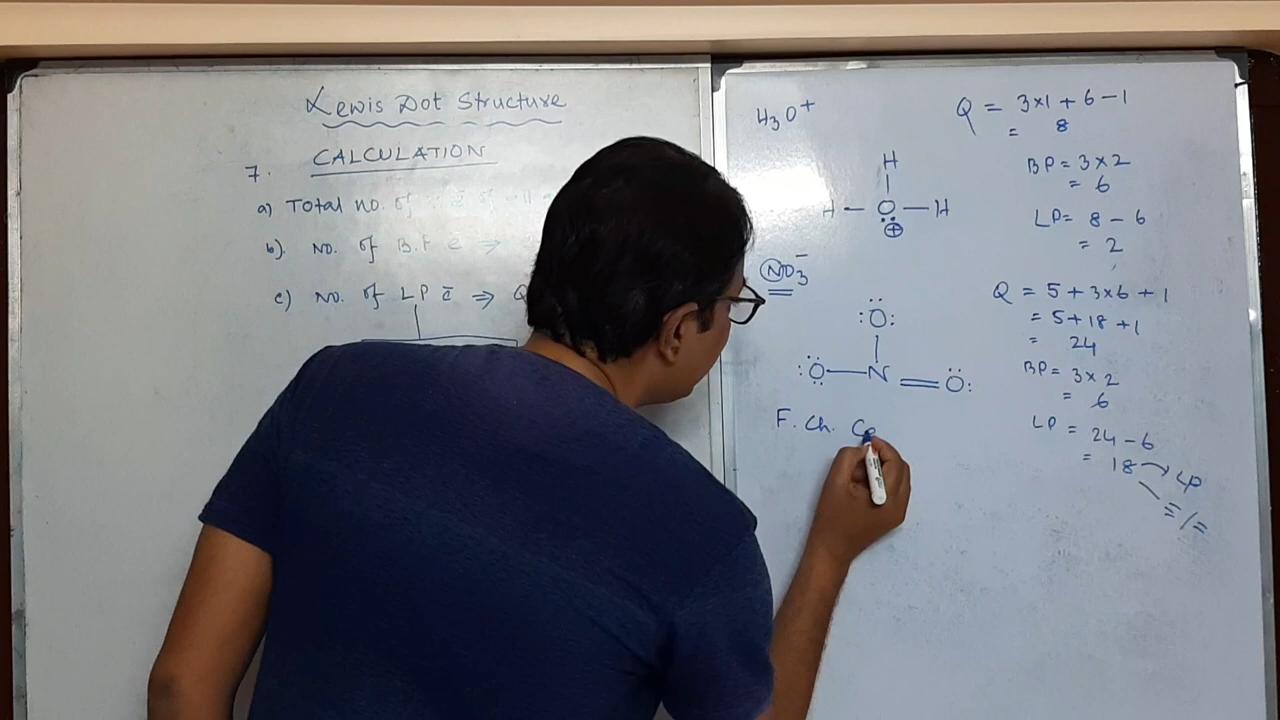 Lewis Dot Structure
CALCULATION
7.
a) Total no. of
b). NO. of B.P ē ⇒
c) NO. of LP ē ⇒ Q
H₃O⁺
Q = 3×1 + 6 – 1
= 8
H
H – O – H
⊕
BP = 3×2
= 6
LP = 8 – 6
= 2
NO₃⁻
Q = 5 + 3×6 + 1
= 5+18+1
= 24
:Ö:
:Ö – N = Ö:
BP = 3×2
= 6
LP = 24 – 6
= 18 → LP
≡/=
F. Ch. Co